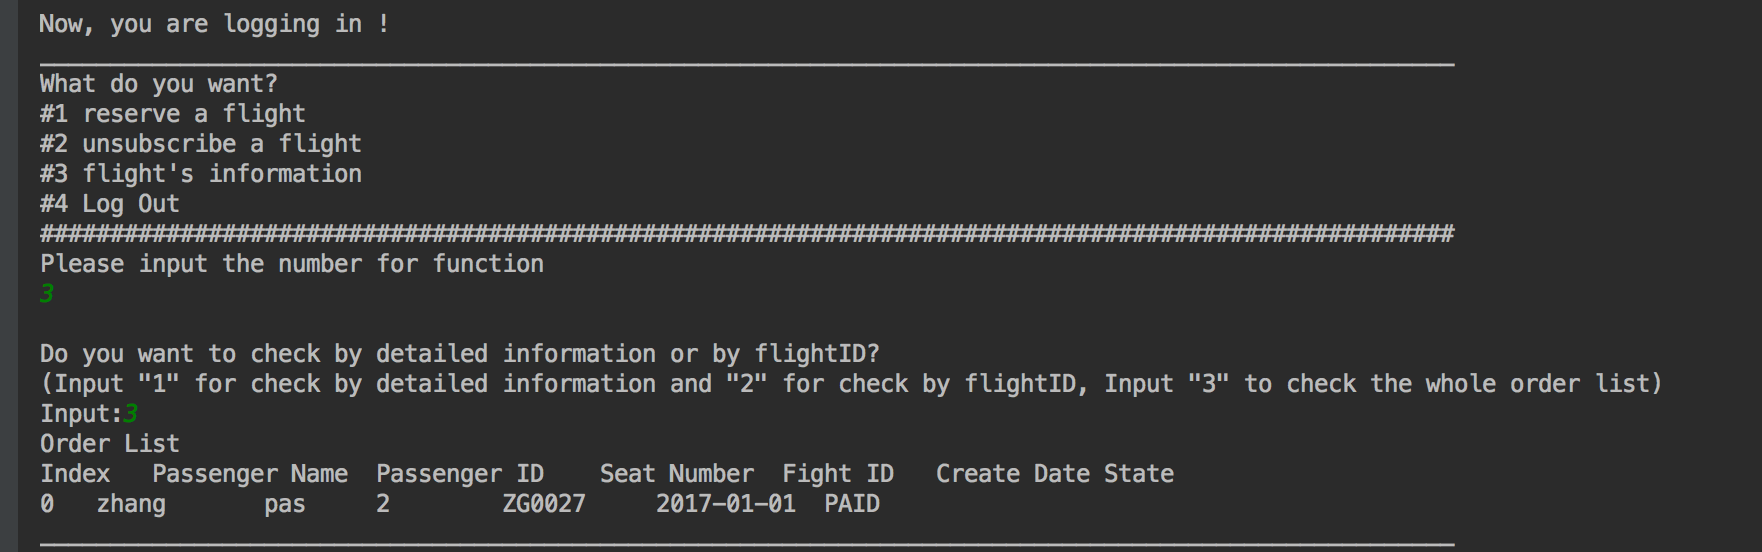 Now, you are logging in !
What do you want?
#1 reserve a flight
#2 unsubscribe a flight
#3 flight's information
#4 Log Out
#####################################################################################################
Please input the number for function
3
Do you want to check by detailed information or by flightID?
(Input "1" for check by detailed information and "2" for check by flightID, Input "3" to check the whole order list)
Input:3
Order List
Index   Passenger Name  Passenger ID    Seat Number  Fight ID   Create Date State
0   zhang       pas     2        ZG0027     2017-01-01  PAID